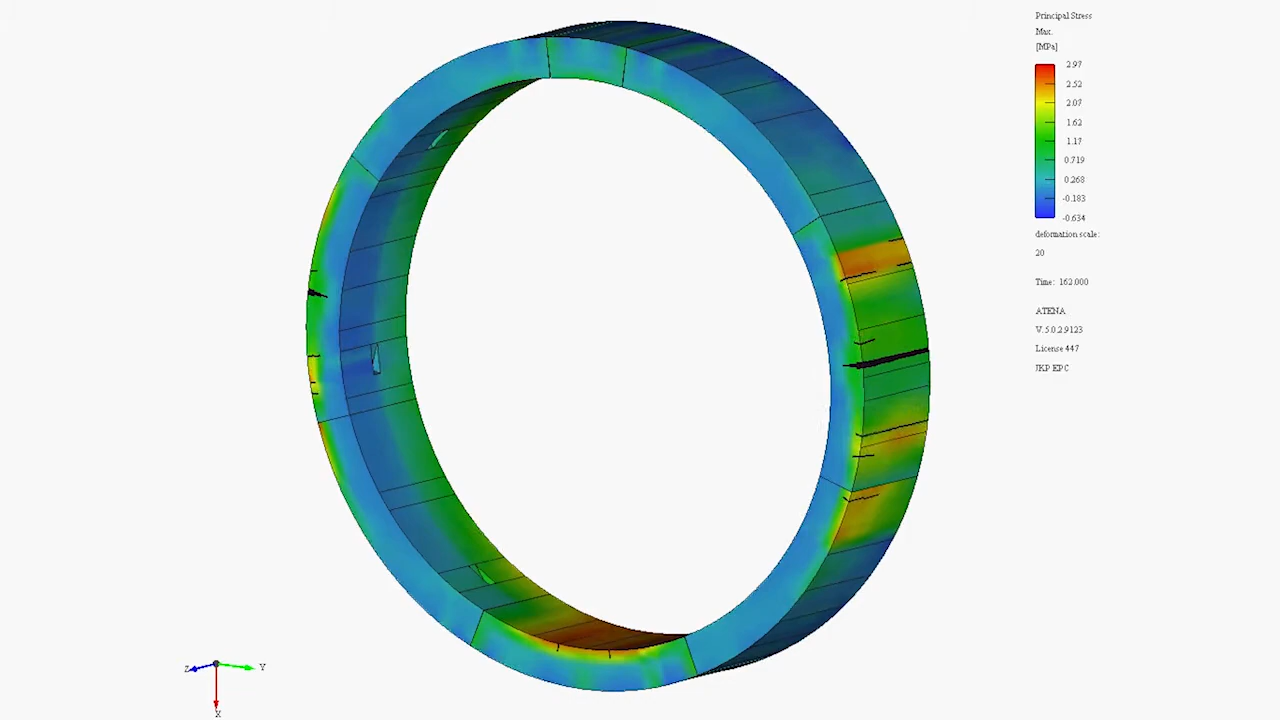 Principal Stress
Max.
[MPa]
2.97
2.52
2.07
1.62
1.17
0.719
0.268
-0.183
-0.634
deformation scale:
20
Time: 162.000
ATENA
V. 5.0.2.9123
License 447
JKP EPC
Z
Y
X